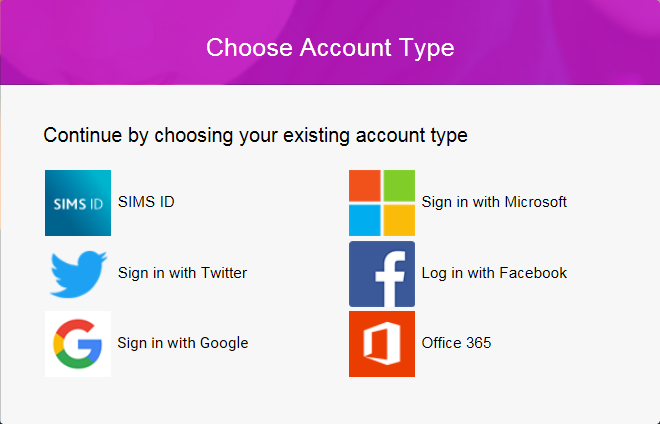 Choose Account Type
Continue by choosing your existing account type
SIMS ID
SIMS ID
Sign in with Microsoft
Sign in with Twitter
Log in with Facebook
Sign in with Google
Office 365